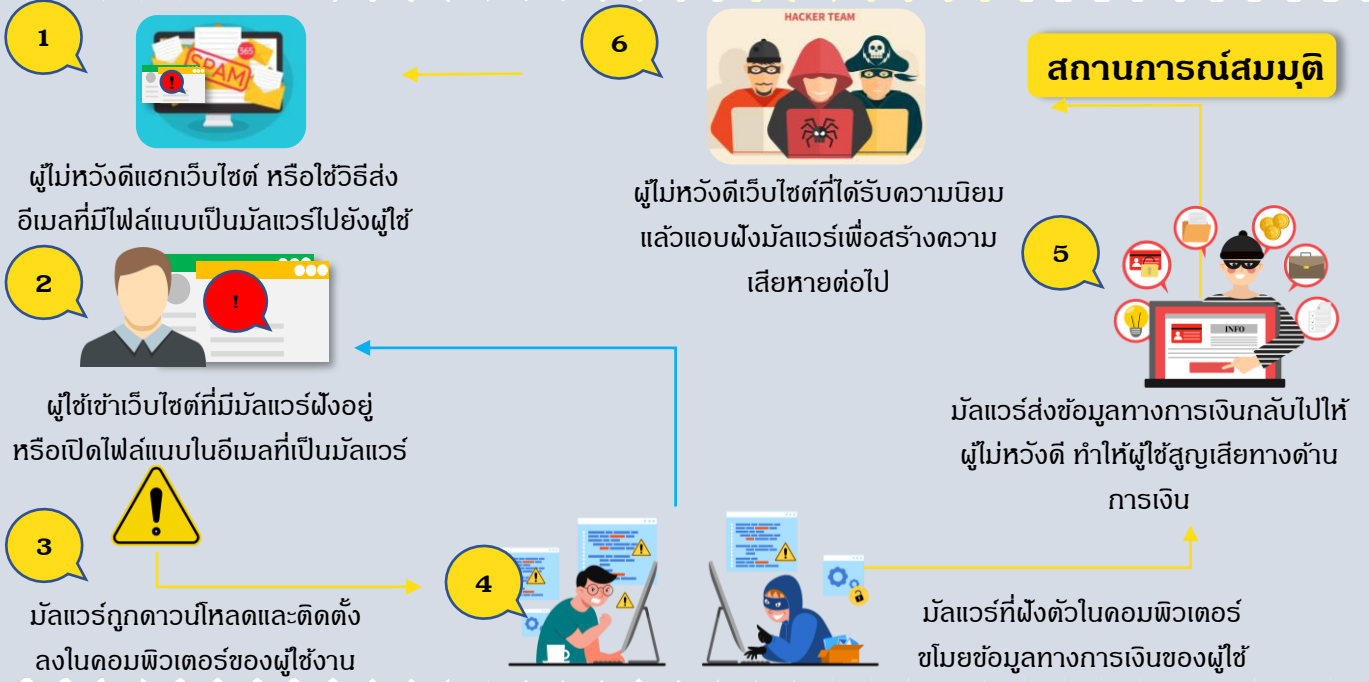 สถานการณ์สมมุติ
1
SPAM
365
!
ผู้ไม่หวังดีแฮกเว็บไซต์ หรือใช้วิธีส่ง
อีเมลที่มีไฟล์แนบเป็นมัลแวร์ไปยังผู้ใช้
2
!
ผู้ใช้เข้าเว็บไซต์ที่มีมัลแวร์ฝังอยู่
หรือเปิดไฟล์แนบในอีเมลที่เป็นมัลแวร์
3
มัลแวร์ถูกดาวน์โหลดและติดตั้ง
ลงในคอมพิวเตอร์ของผู้ใช้งาน
4
มัลแวร์ที่ฝังตัวในคอมพิวเตอร์
ขโมยข้อมูลทางการเงินของผู้ใช้
5
INFO
มัลแวร์ส่งข้อมูลทางการเงินกลับไปให้
ผู้ไม่หวังดี ทำให้ผู้ใช้สูญเสียทางด้าน
การเงิน
6
HACKER TEAM
ผู้ไม่หวังดีเว็บไซต์ที่ได้รับความนิยม
แล้วแอบฝังมัลแวร์เพื่อสร้างความ
เสียหายต่อไป